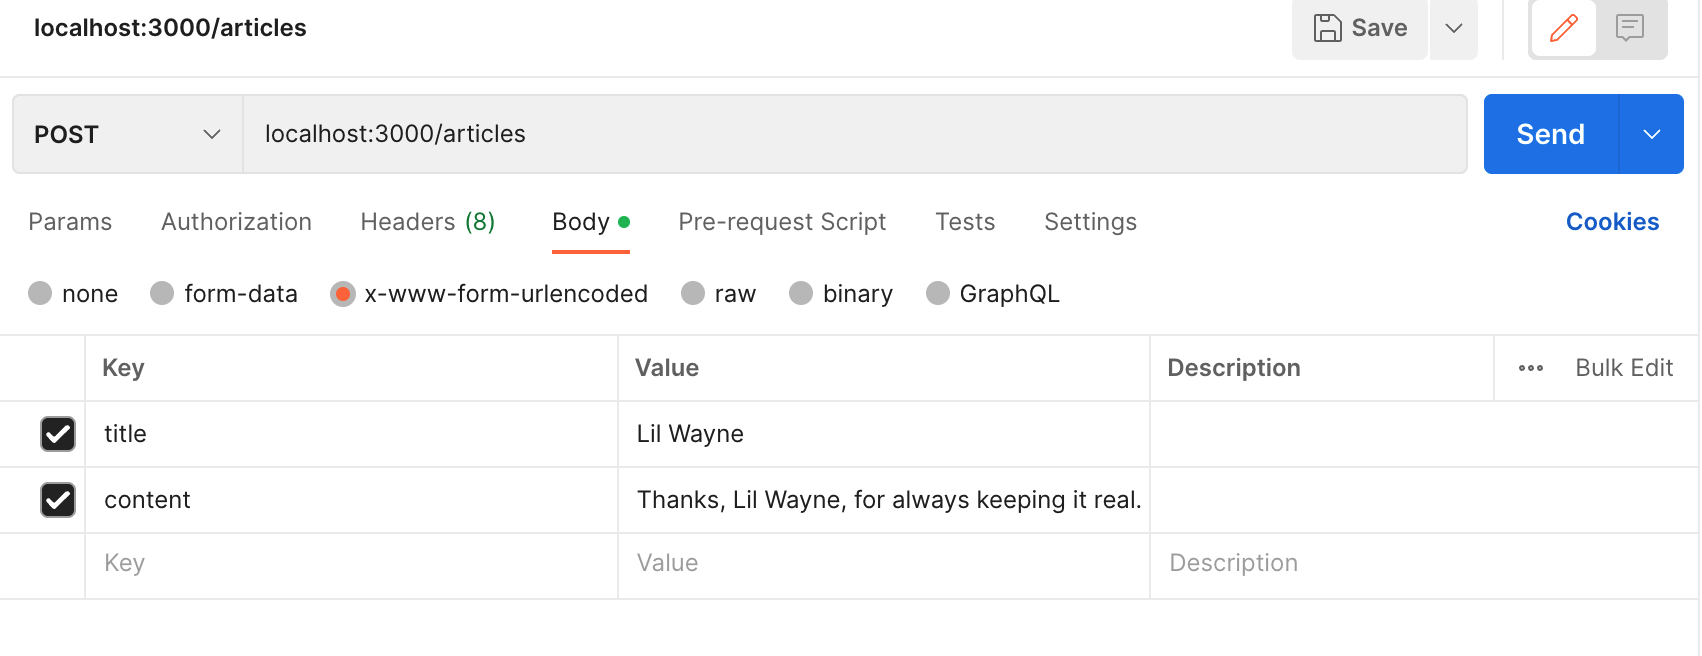 localhost:3000/articles
Save
POST
localhost:3000/articles
Send
Params Authorization Headers (8) Body Pre-request Script Tests Settings Cookies
none form-data x-www-form-urlencoded raw binary GraphQL
Key Value Description Bulk Edit
title Lil Wayne
content Thanks, Lil Wayne, for always keeping it real.
Key Value Description